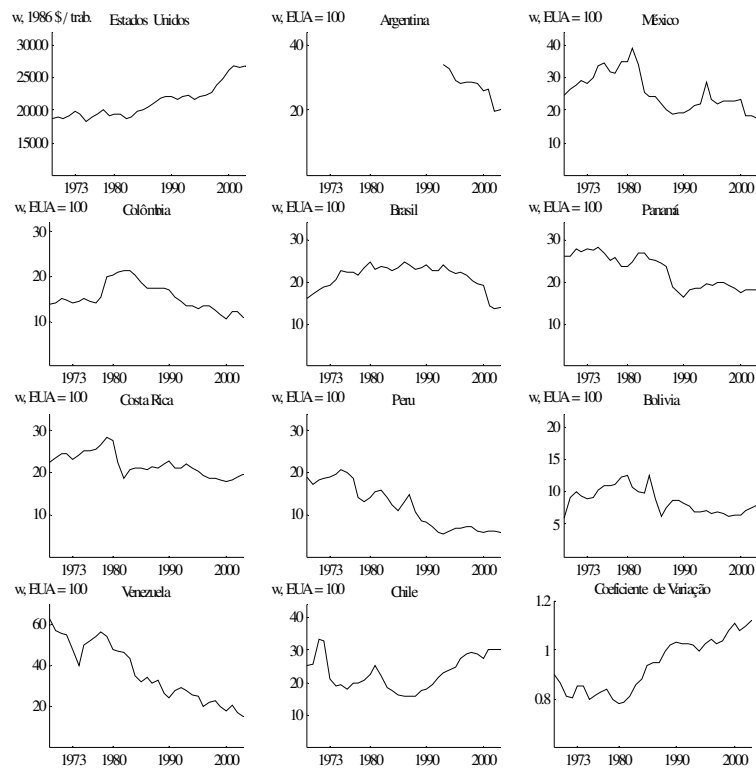 w, 1986 $ / trab. Estados Unidos
30000
25000
20000
15000
1973 1980 1990 2000
w, EUA = 100 Argentina
40
20
1973 1980 1990 2000
w, EUA = 100 México
40
30
20
10
1973 1980 1990 2000
w, EUA = 100 Colômbia
30
20
10
1973 1980 1990 2000
w, EUA = 100 Brasil
30
20
10
1973 1980 1990 2000
w, EUA = 100 Panamá
30
20
10
1973 1980 1990 2000
w, EUA = 100 Costa Rica
30
20
10
1973 1980 1990 2000
w, EUA = 100 Peru
30
20
10
1973 1980 1990 2000
w, EUA = 100 Bolivia
20
15
10
5
1973 1980 1990 2000
w, EUA = 100 Venezuela
60
40
20
1973 1980 1990 2000
w, EUA = 100 Chile
40
30
20
10
1973 1980 1990 2000
Coeficiente de Variação
1.2
1
0.8
1973 1980 1990 2000